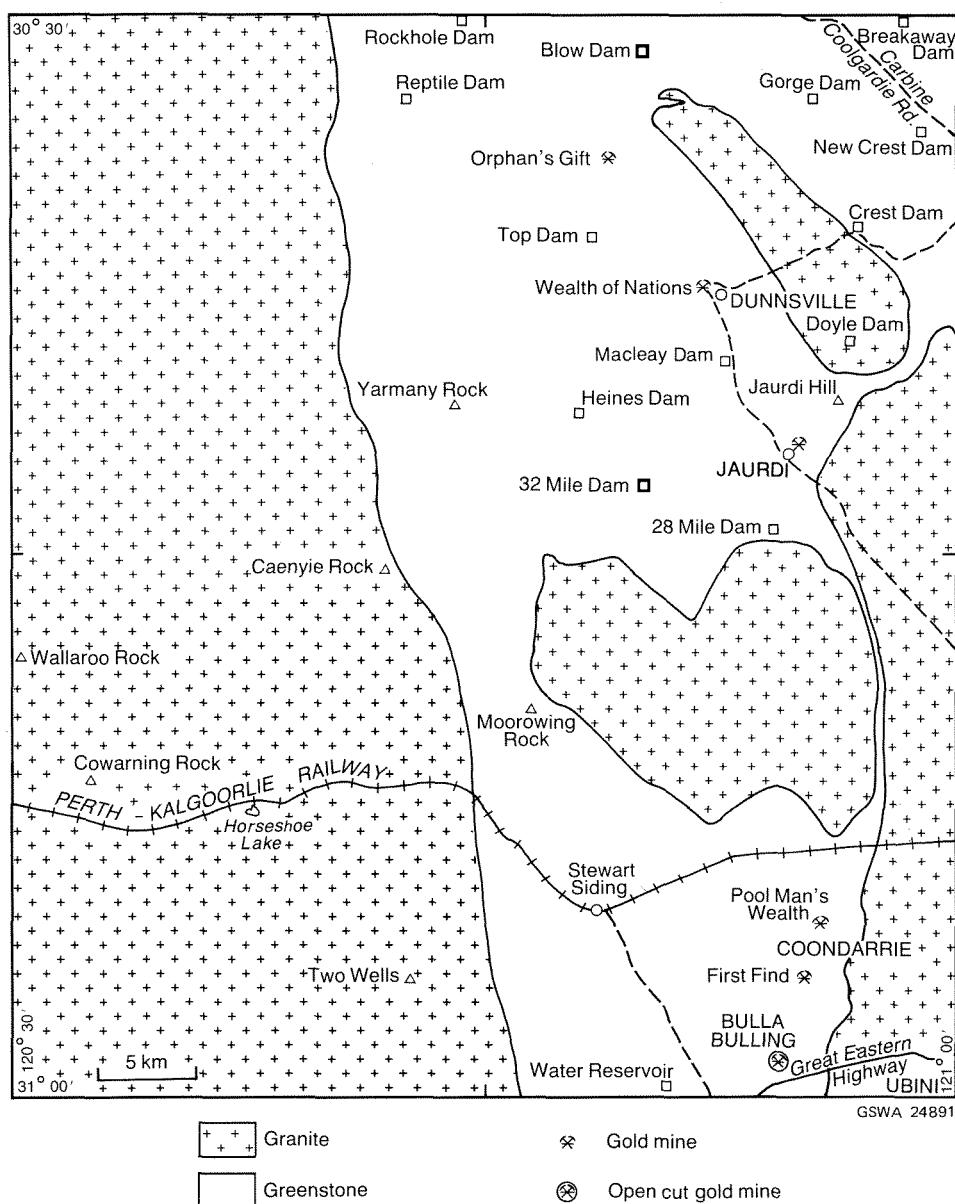 30° 30′
Rockhole Dam
Blow Dam
Breakaway
Dam
Carbine
Coolgardie Rd.
Reptile Dam
Gorge Dam
New Crest Dam
Orphan's Gift
Crest Dam
Top Dam
Wealth of Nations
DUNNSVILLE
Doyle Dam
Macleay Dam
Jaurdi Hill
Yarmany Rock
Heines Dam
JAURDI
32 Mile Dam
28 Mile Dam
Caenyie Rock
Wallaroo Rock
Moorowing
Rock
Cowarning Rock
PERTH - KALGOORLIE RAILWAY
Horseshoe
Lake
Stewart
Siding
Pool Man's
Wealth
COONDARRIE
Two Wells
First Find
BULLA
BULLING
Great Eastern
Highway
UBINI
Water Reservoir
5 km
120° 30′
31° 00′
121° 00′
GSWA 24891
Granite
Gold mine
Greenstone
Open cut gold mine